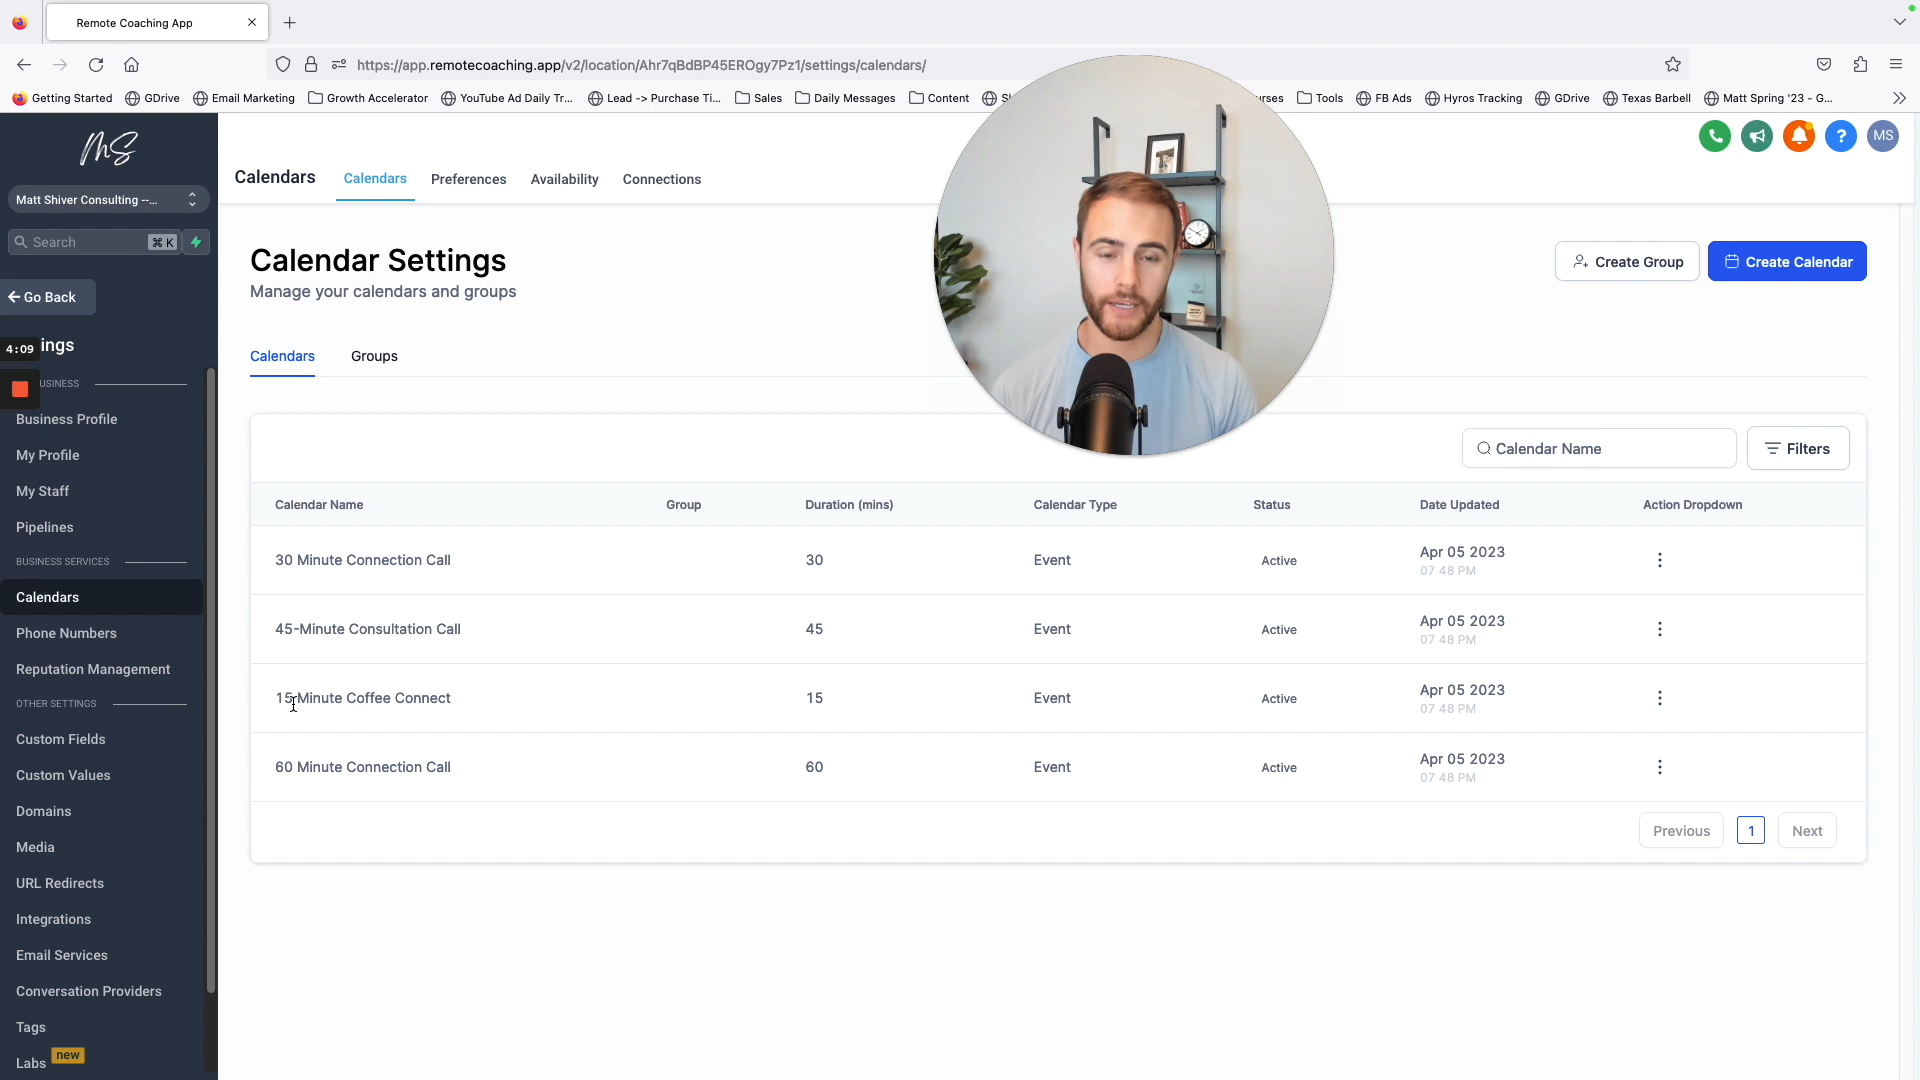 Remote Coaching App
https://app.remotecoaching.app/v2/location/Ahr7qBdBP45EROgy7Pz1/settings/calendars/
Getting Started
GDrive
Email Marketing
Growth Accelerator
YouTube Ad Daily Tr...
Lead -> Purchase Ti...
Sales
Daily Messages
Content
Tools
FB Ads
Hyros Tracking
GDrive
Texas Barbell
Matt Spring '23 - G...
MS
Matt Shiver Consulting --...
Search
⌘ K
Go Back
4:09
ings
USINESS
Business Profile
My Profile
My Staff
Pipelines
BUSINESS SERVICES
Calendars
Phone Numbers
Reputation Management
OTHER SETTINGS
Custom Fields
Custom Values
Domains
Media
URL Redirects
Integrations
Email Services
Conversation Providers
Tags
Labs new
Calendars
Calendars
Preferences
Availability
Connections
?
MS
Calendar Settings
Manage your calendars and groups
Create Group
Create Calendar
Calendars
Groups
Calendar Name
Filters
Calendar Name Group Duration (mins) Calendar Type Status Date Updated Action Dropdown
30 Minute Connection Call 30 Event Active Apr 05 2023
07 48 PM
45-Minute Consultation Call 45 Event Active Apr 05 2023
07 48 PM
15-Minute Coffee Connect 15 Event Active Apr 05 2023
07 48 PM
60 Minute Connection Call 60 Event Active Apr 05 2023
07 48 PM
Previous 1 Next